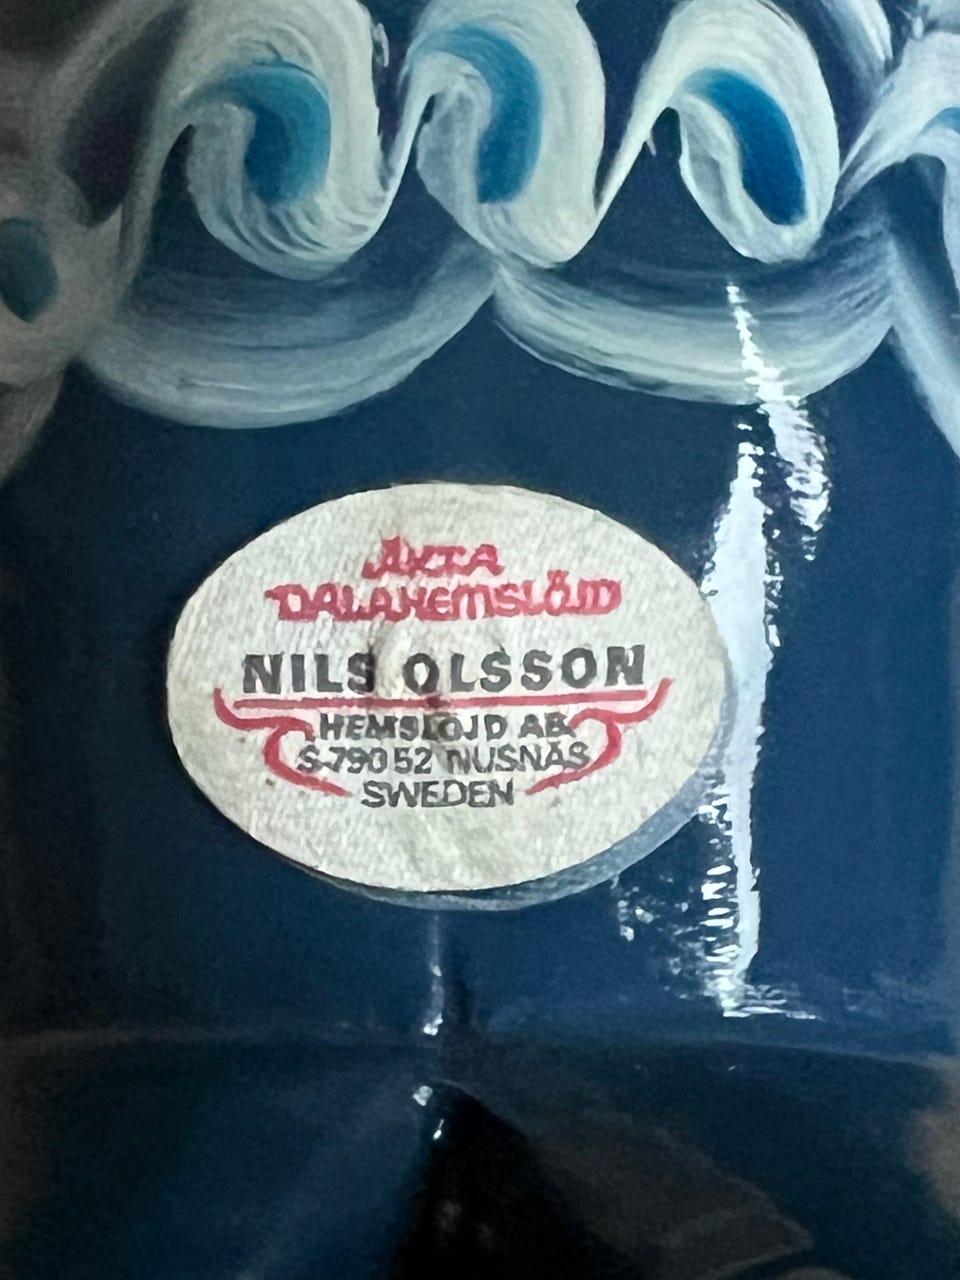 ÄKTA
DALAHEMSLÖJD
NILS OLSSON
HEMSLÖJD AB
S-790 52 NUSNÄS
SWEDEN